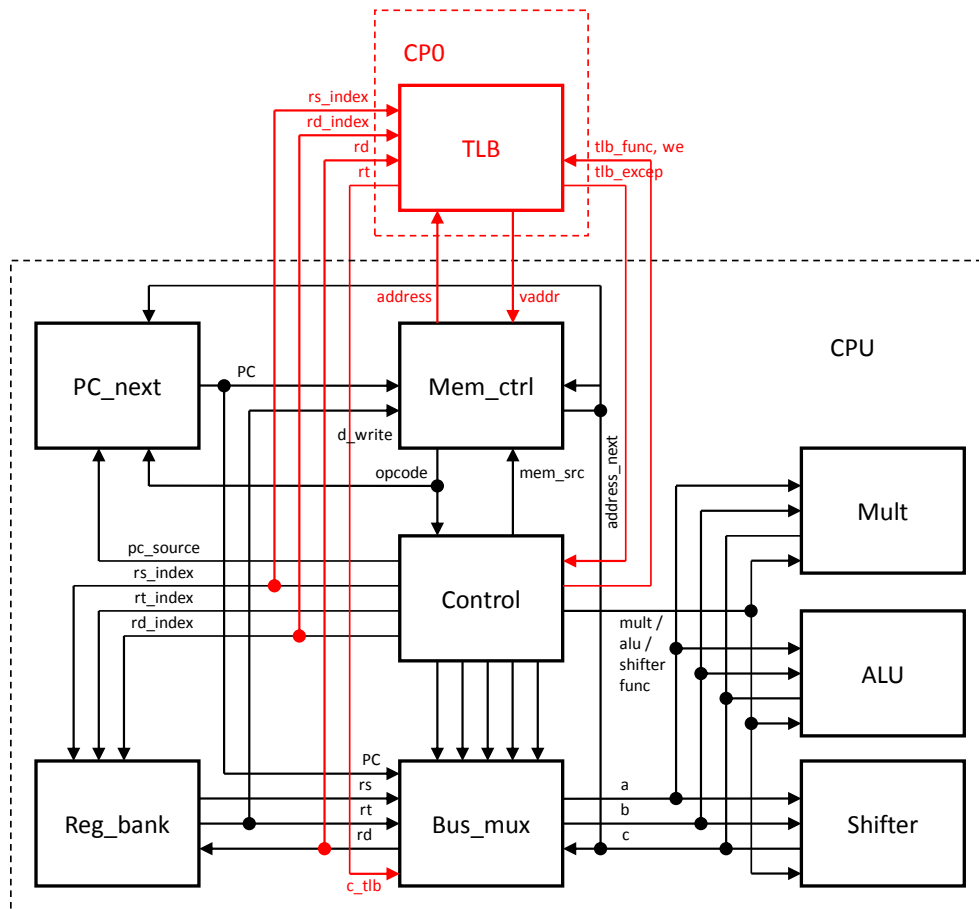 CP0
rs_index
rd_index
rd
rt
TLB
tlb_func, we
tlb_excep
address
vaddr
CPU
PC_next
PC
Mem_ctrl
d_write
opcode
mem_src
address_next
Mult
pc_source
rs_index
rt_index
rd_index
Control
mult /
alu /
shifter
func
ALU
PC
rs
rt
rd
Reg_bank
Bus_mux
a
b
c
Shifter
c_tlb